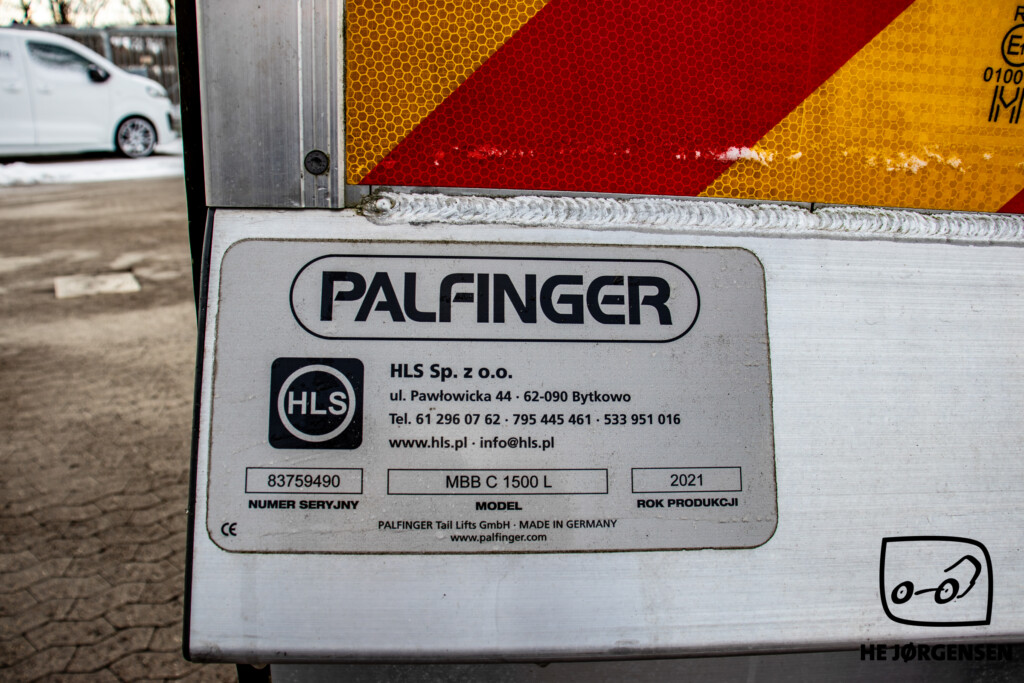 PALFINGER
HLS
HLS Sp. z o.o.
ul. Pawłowicka 44 · 62-090 Bytkowo
Tel. 61 296 07 62 · 795 445 461 · 533 951 016
www.hls.pl · info@hls.pl
83759490 MBB C 1500 L 2021
NUMER SERYJNY MODEL ROK PRODUKCJI
CE
PALFINGER Tail Lifts GmbH · MADE IN GERMANY
www.palfinger.com
HE JØRGENSEN